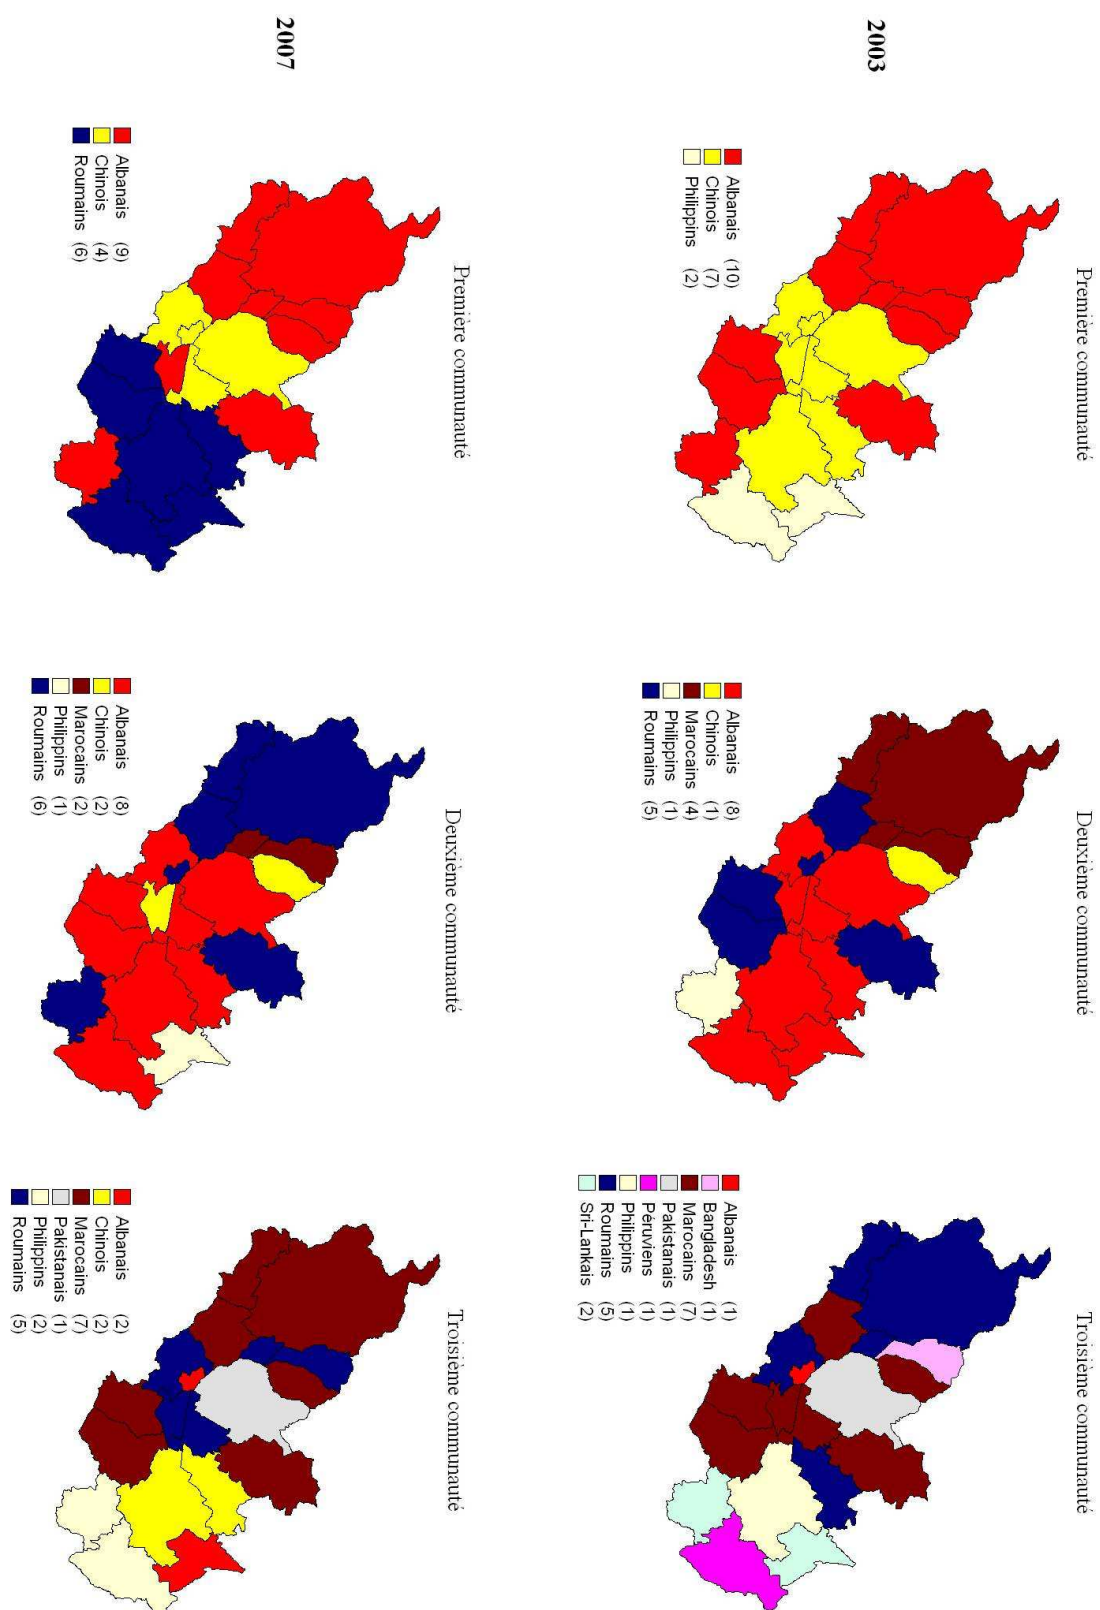 2003
Première communauté
Albanais (10)
Chinois (7)
Philippins (2)
Deuxième communauté
Albanais (8)
Chinois (1)
Marocains (4)
Philippins (1)
Roumains (5)
Troisième communauté
Albanais (1)
Bangladesh (1)
Marocains (7)
Pakistanais (1)
Péruviens (1)
Philippins (1)
Roumains (5)
Sri-Lankais (2)
2007
Première communauté
Albanais (9)
Chinois (4)
Roumains (6)
Deuxième communauté
Albanais (8)
Chinois (2)
Marocains (2)
Philippins (1)
Roumains (6)
Troisième communauté
Albanais (2)
Chinois (2)
Marocains (7)
Pakistanais (1)
Philippins (2)
Roumains (5)